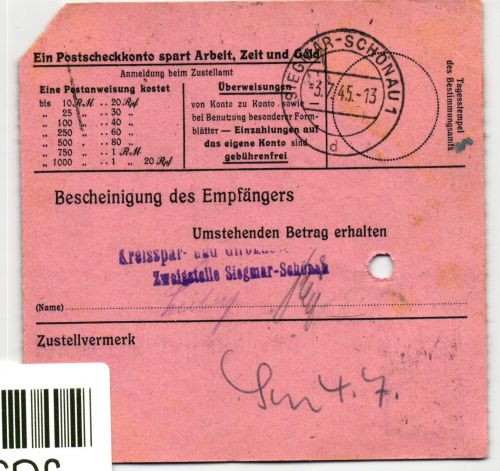 Ein Postscheckkonto spart Arbeit, Zeit und Geld
Anmeldung beim Zustellamt
Eine Postanweisung kostet
bis 10 RM .. 20 Rpf
„ 25 „ .. 30 „
„ 100 „ .. 40 „
„ 250 „ .. 60 „
„ 500 „ .. 80 „
„ 750 „ .. 1 RM
„ 1000 „ .. 1 „ 20 Rpf
Überweisungen
von Konto zu Konto sowie
bei Benutzung besonderer Form-
blätter — Einzahlungen auf
das eigene Konto sind
gebührenfrei
SIEGMAR-SCHÖNAU 1
-3.7.45.-13
d
Tagesstempel
des Bestimmungsamts
Bescheinigung des Empfängers
Umstehenden Betrag erhalten
Kreisspar- und
Zweigstelle Siegmar-Schönau
(Name)
Zustellvermerk
4. 7.